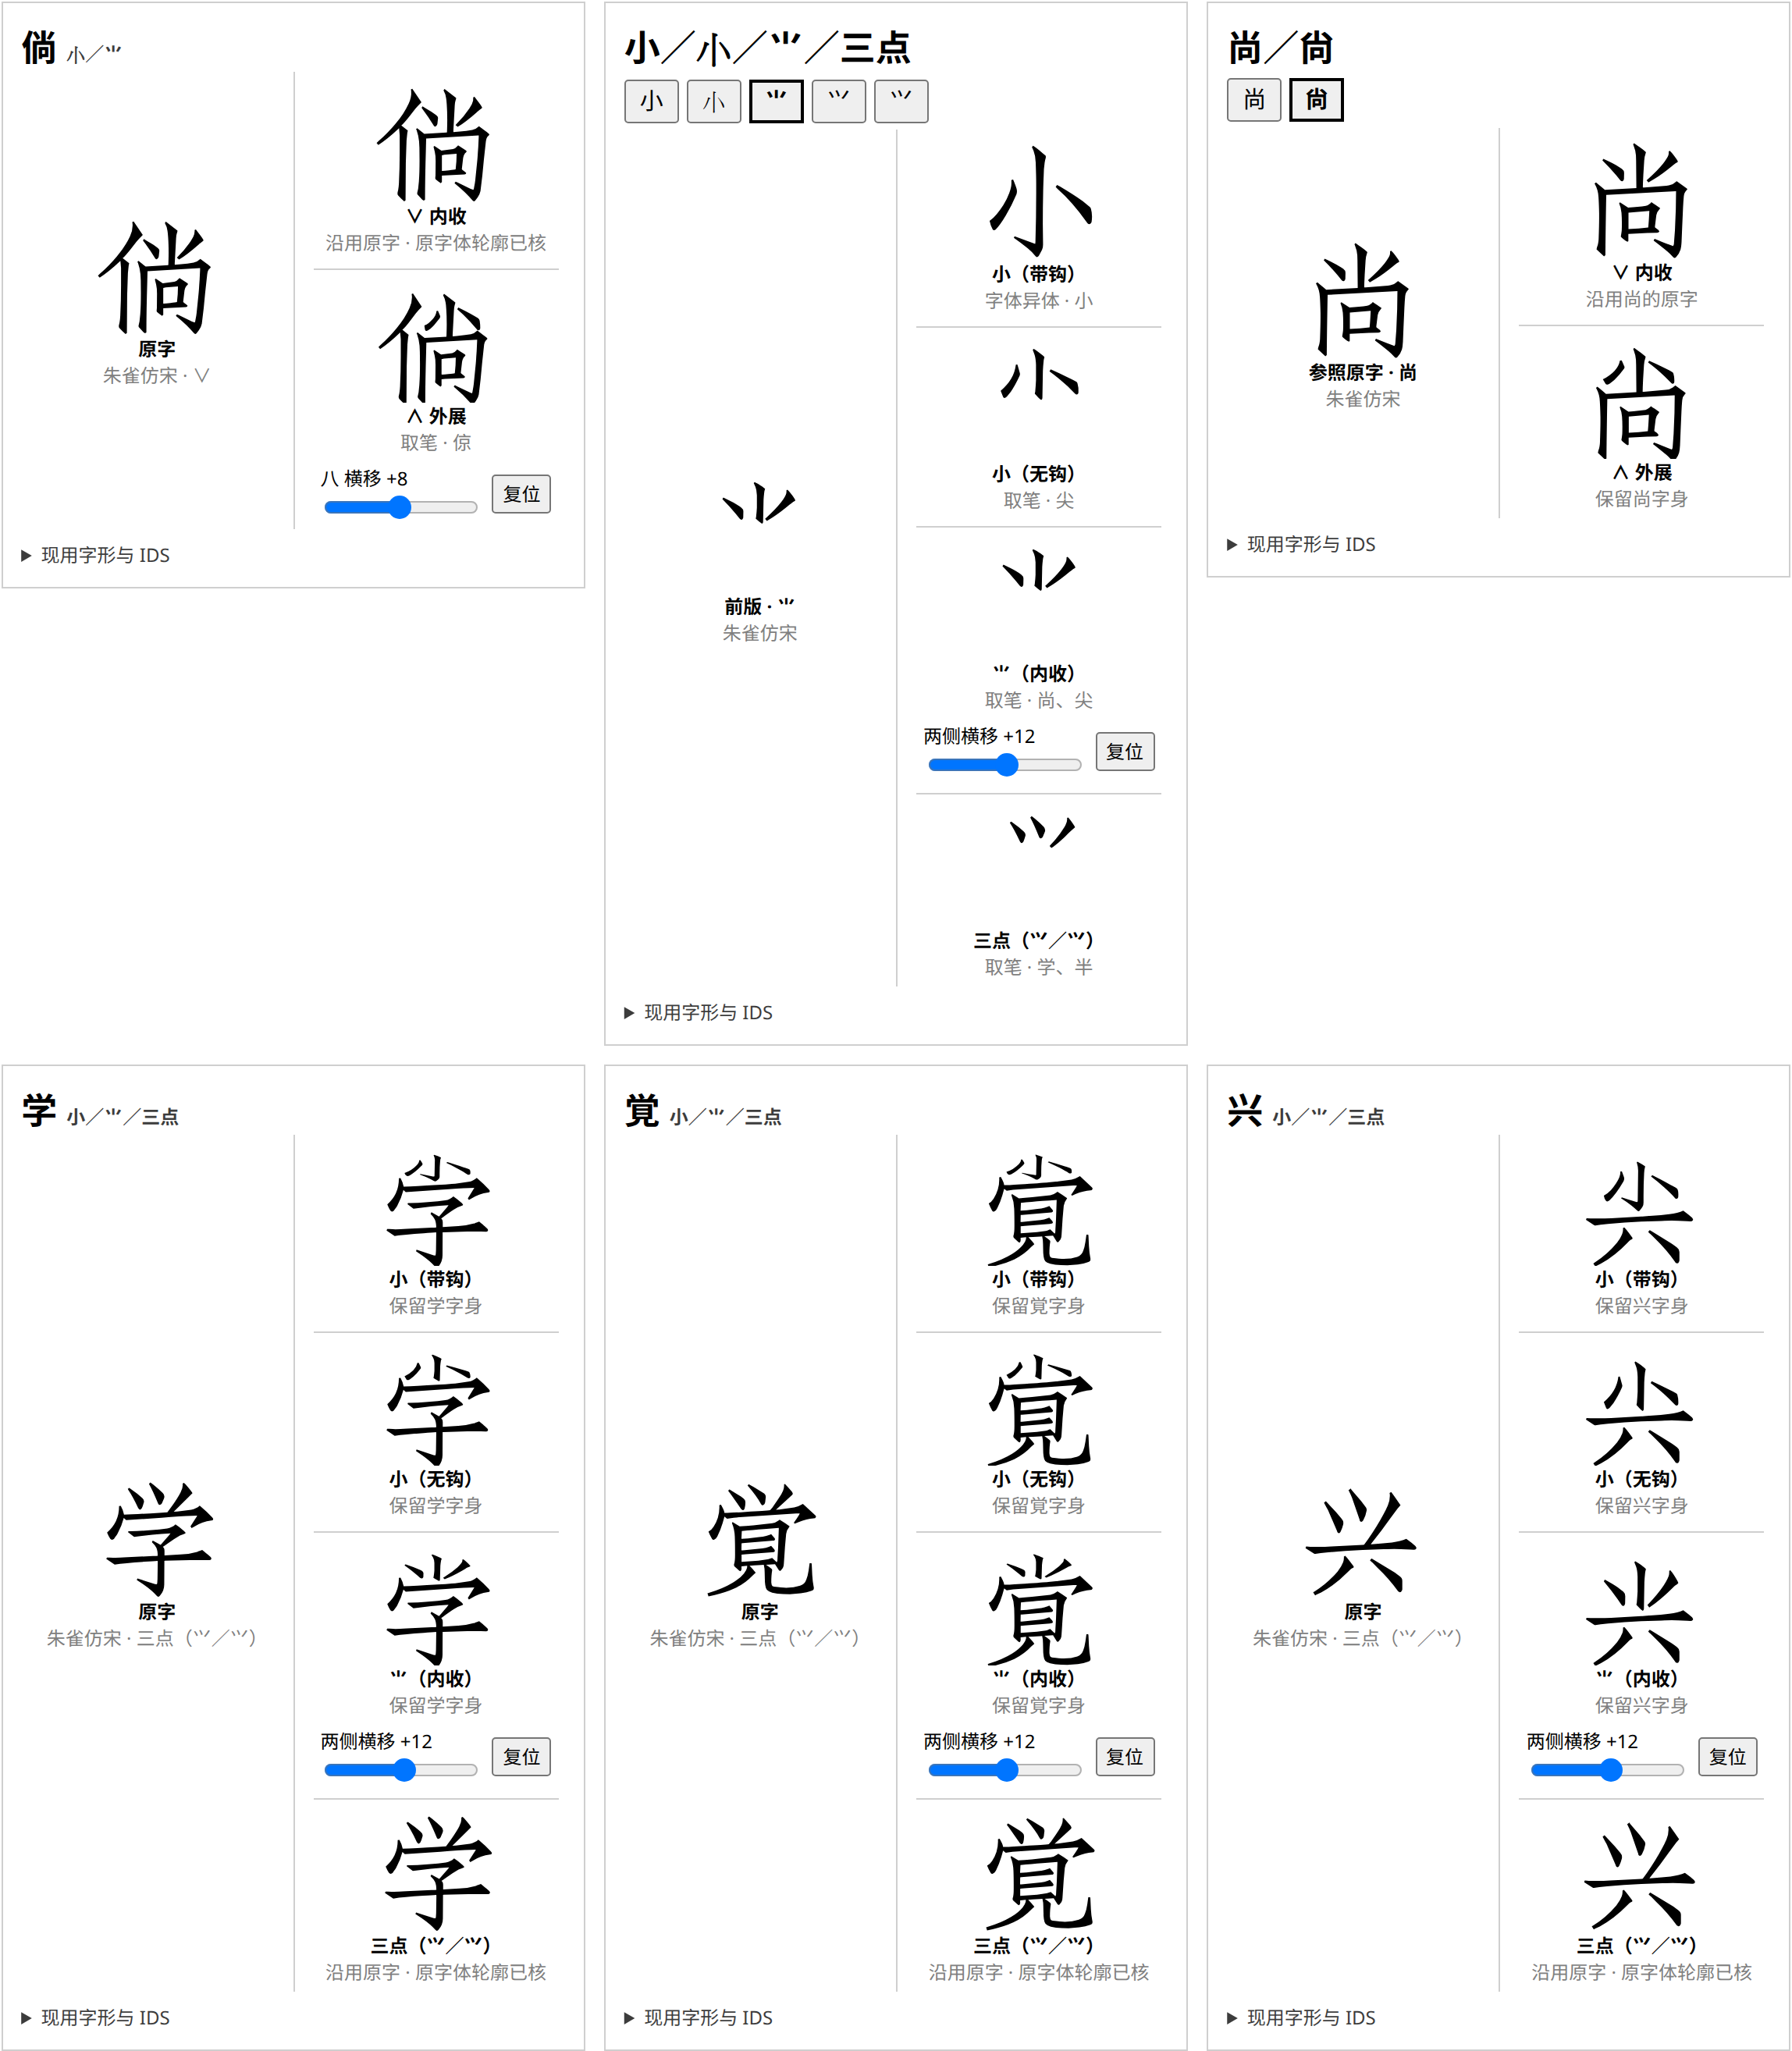 倘 小／⺌
倘
原字
朱雀仿宋 · ∨
倘
∨ 内收
沿用原字 · 原字体轮廓已核
倘
∧ 外展
取笔 · 倞
八 横移 +8
复位
▶ 现用字形与 IDS
小／⺌／三点
小
⺌
⺍
⺌
前版 · ⺌
朱雀仿宋
小
小（带钩）
字体异体 · 小
小（无钩）
取笔 · 尖
⺌
⺌（内收）
取笔 · 尚、尖
两侧横移 +12
复位
⺍
三点（⺍／⺍）
取笔 · 学、半
▶ 现用字形与 IDS
尚／尙
尚 尙
尚
参照原字 · 尚
朱雀仿宋
尚
∨ 内收
沿用尚的原字
尙
∧ 外展
保留尚字身
▶ 现用字形与 IDS
学 小／⺌／三点
学
原字
朱雀仿宋 · 三点（⺍／⺍）
小（带钩）
保留学字身
小（无钩）
保留学字身
⺌（内收）
保留学字身
两侧横移 +12
复位
学
三点（⺍／⺍）
沿用原字 · 原字体轮廓已核
▶ 现用字形与 IDS
覚 小／⺌／三点
覚
原字
朱雀仿宋 · 三点（⺍／⺍）
小（带钩）
保留覚字身
小（无钩）
保留覚字身
⺌（内收）
保留覚字身
两侧横移 +12
复位
覚
三点（⺍／⺍）
沿用原字 · 原字体轮廓已核
▶ 现用字形与 IDS
兴 小／⺌／三点
兴
原字
朱雀仿宋 · 三点（⺍／⺍）
小（带钩）
保留兴字身
小（无钩）
保留兴字身
⺌（内收）
保留兴字身
两侧横移 +12
复位
兴
三点（⺍／⺍）
沿用原字 · 原字体轮廓已核
▶ 现用字形与 IDS